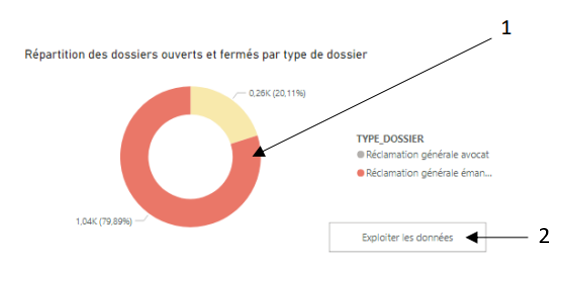 1
Répartition des dossiers ouverts et fermés par type de dossier
0,26K (20,11%)
TYPE_DOSSIER
Réclamation générale avocat
Réclamation générale éman...
1,04K (79,89%)
Exploiter les données
2